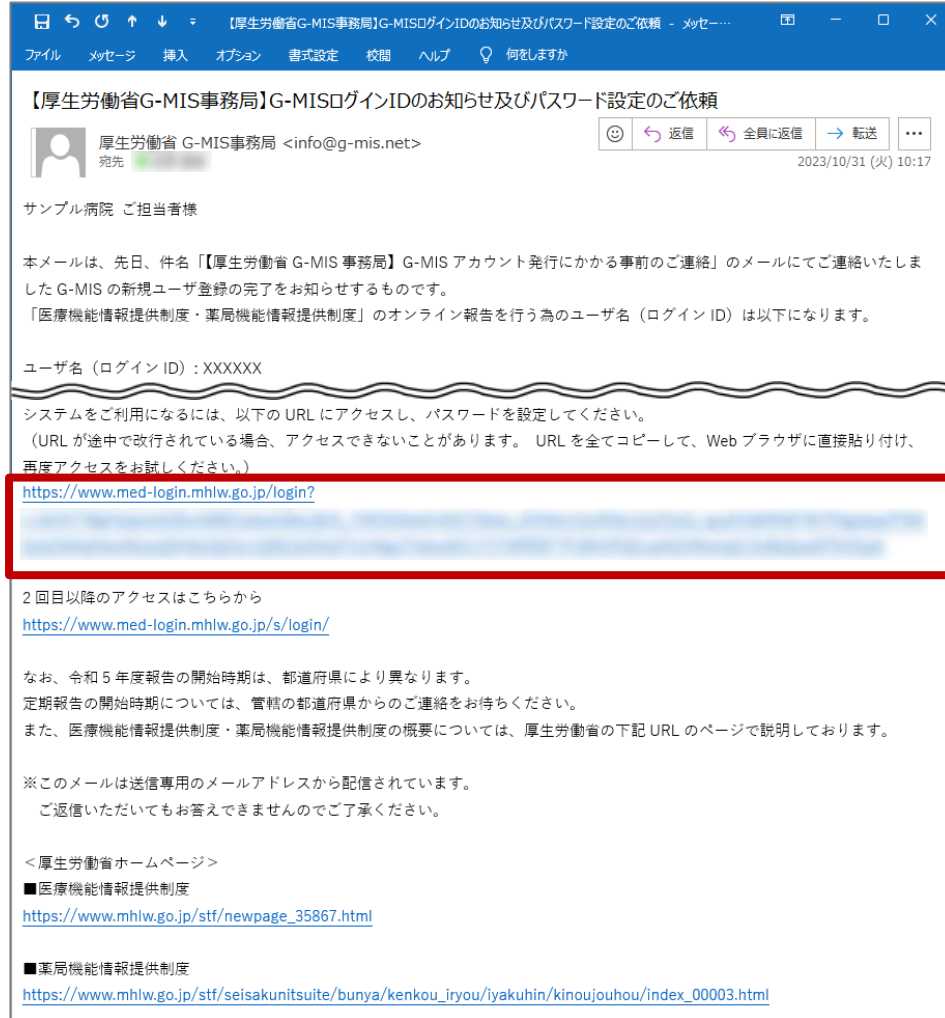 【厚生労働省G-MIS事務局】G-MISログインIDのお知らせ及びパスワード設定のご依頼 - メッセー…
ファイル メッセージ 挿入 オプション 書式設定 校閲 ヘルプ 何をしますか
【厚生労働省G-MIS事務局】G-MISログインIDのお知らせ及びパスワード設定のご依頼
厚生労働省 G-MIS事務局 <info@g-mis.net>
返信 全員に返信 転送 …
宛先
2023/10/31 (火) 10:17
サンプル病院 ご担当者様
本メールは、先日、件名「【厚生労働省 G-MIS 事務局】G-MIS アカウント発行にかかる事前のご連絡」のメールにてご連絡いたしま
した G-MIS の新規ユーザ登録の完了をお知らせするものです。
「医療機能情報提供制度・薬局機能情報提供制度」のオンライン報告を行う為のユーザ名（ログイン ID）は以下になります。
ユーザ名（ログイン ID）: XXXXXX
システムをご利用になるには、以下の URL にアクセスし、パスワードを設定してください。
（URL が途中で改行されている場合、アクセスできないことがあります。 URL を全てコピーして、Web ブラウザに直接貼り付け、
再度アクセスをお試しください。）
https://www.med-login.mhlw.go.jp/login?
2 回目以降のアクセスはこちらから
https://www.med-login.mhlw.go.jp/s/login/
なお、令和 5 年度報告の開始時期は、都道府県により異なります。
定期報告の開始時期については、管轄の都道府県からのご連絡をお待ちください。
また、医療機能情報提供制度・薬局機能情報提供制度の概要については、厚生労働省の下記 URL のページで説明しております。
※このメールは送信専用のメールアドレスから配信されています。
ご返信いただいてもお答えできませんのでご了承ください。
＜厚生労働省ホームページ＞
■医療機能情報提供制度
https://www.mhlw.go.jp/stf/newpage_35867.html
■薬局機能情報提供制度
https://www.mhlw.go.jp/stf/seisakunitsuite/bunya/kenkou_iryou/iyakuhin/kinoujouhou/index_00003.html